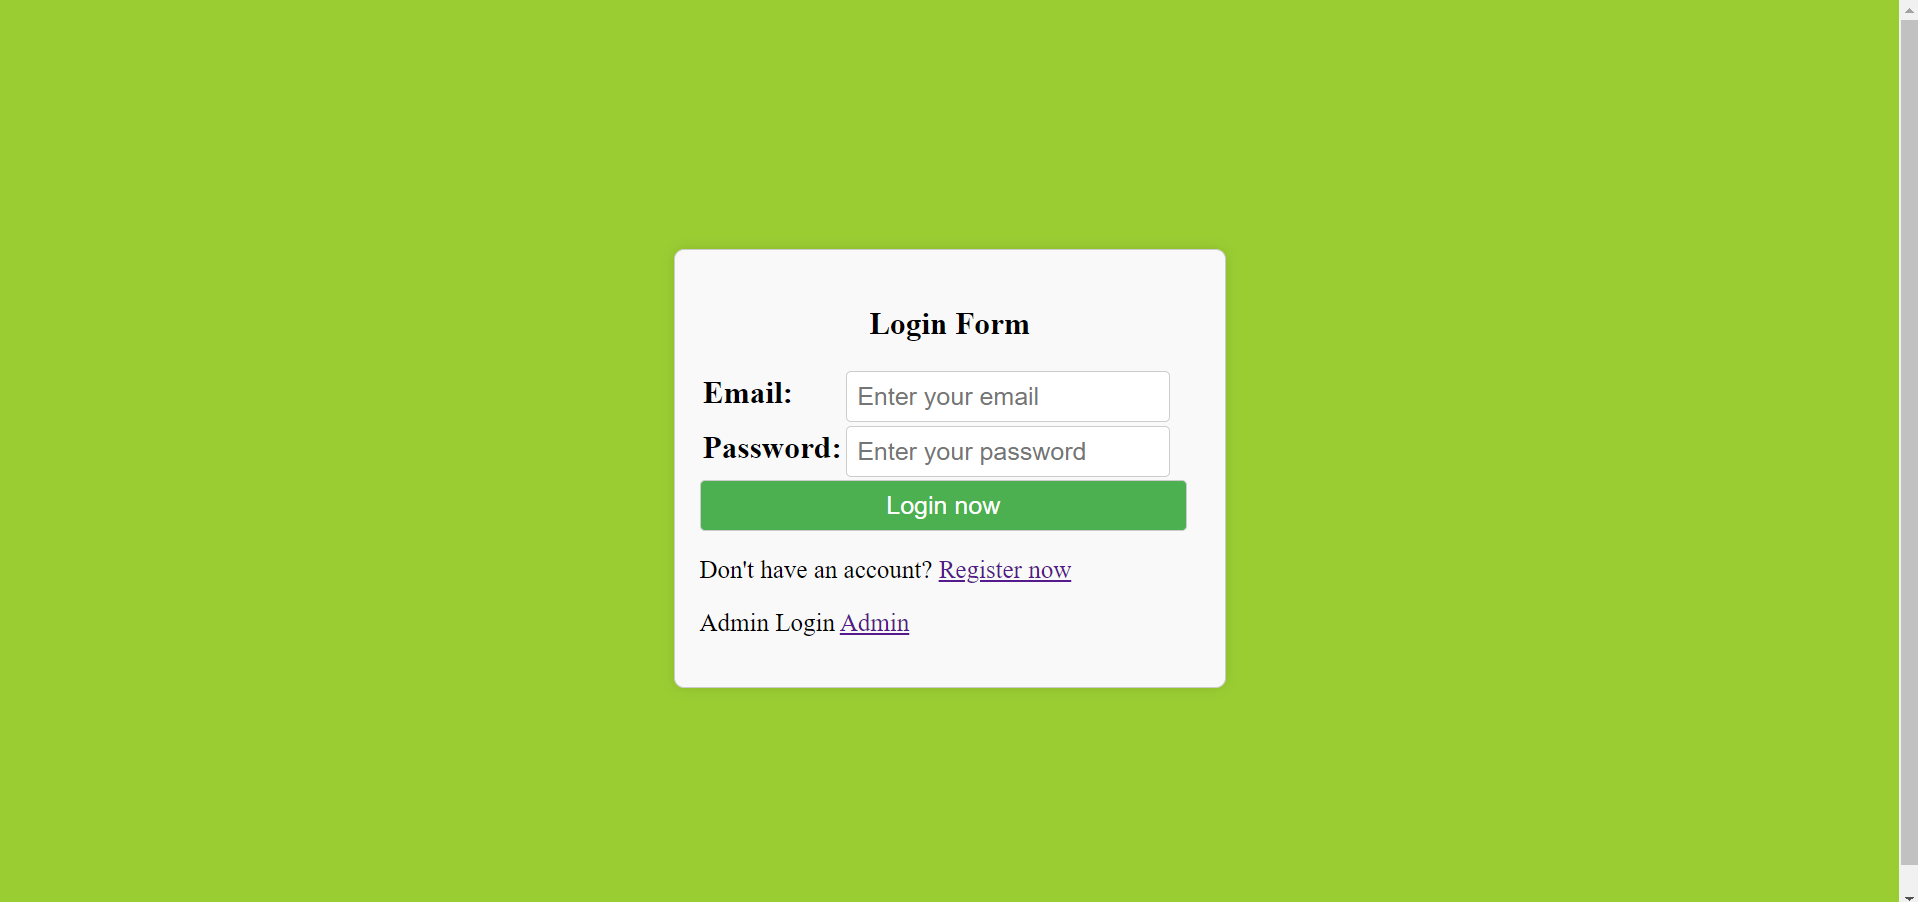 Login Form
Email: Enter your email
Password: Enter your password
Login now
Don't have an account? Register now
Admin Login Admin